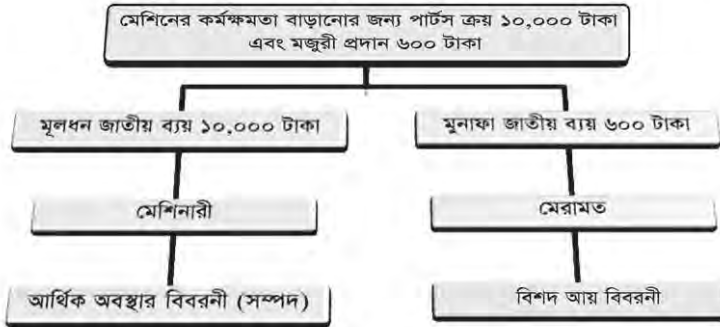 মেশিনের কর্মক্ষমতা বাড়ানোর জন্য পার্টস ক্রয় ১০,০০০ টাকা
এবং মজুরী প্রদান ৬০০ টাকা
মূলধন জাতীয় ব্যয় ১০,০০০ টাকা
মুনাফা জাতীয় ব্যয় ৬০০ টাকা
মেশিনারী
মেরামত
আর্থিক অবস্থার বিবরনী (সম্পদ)
বিশদ আয় বিবরনী